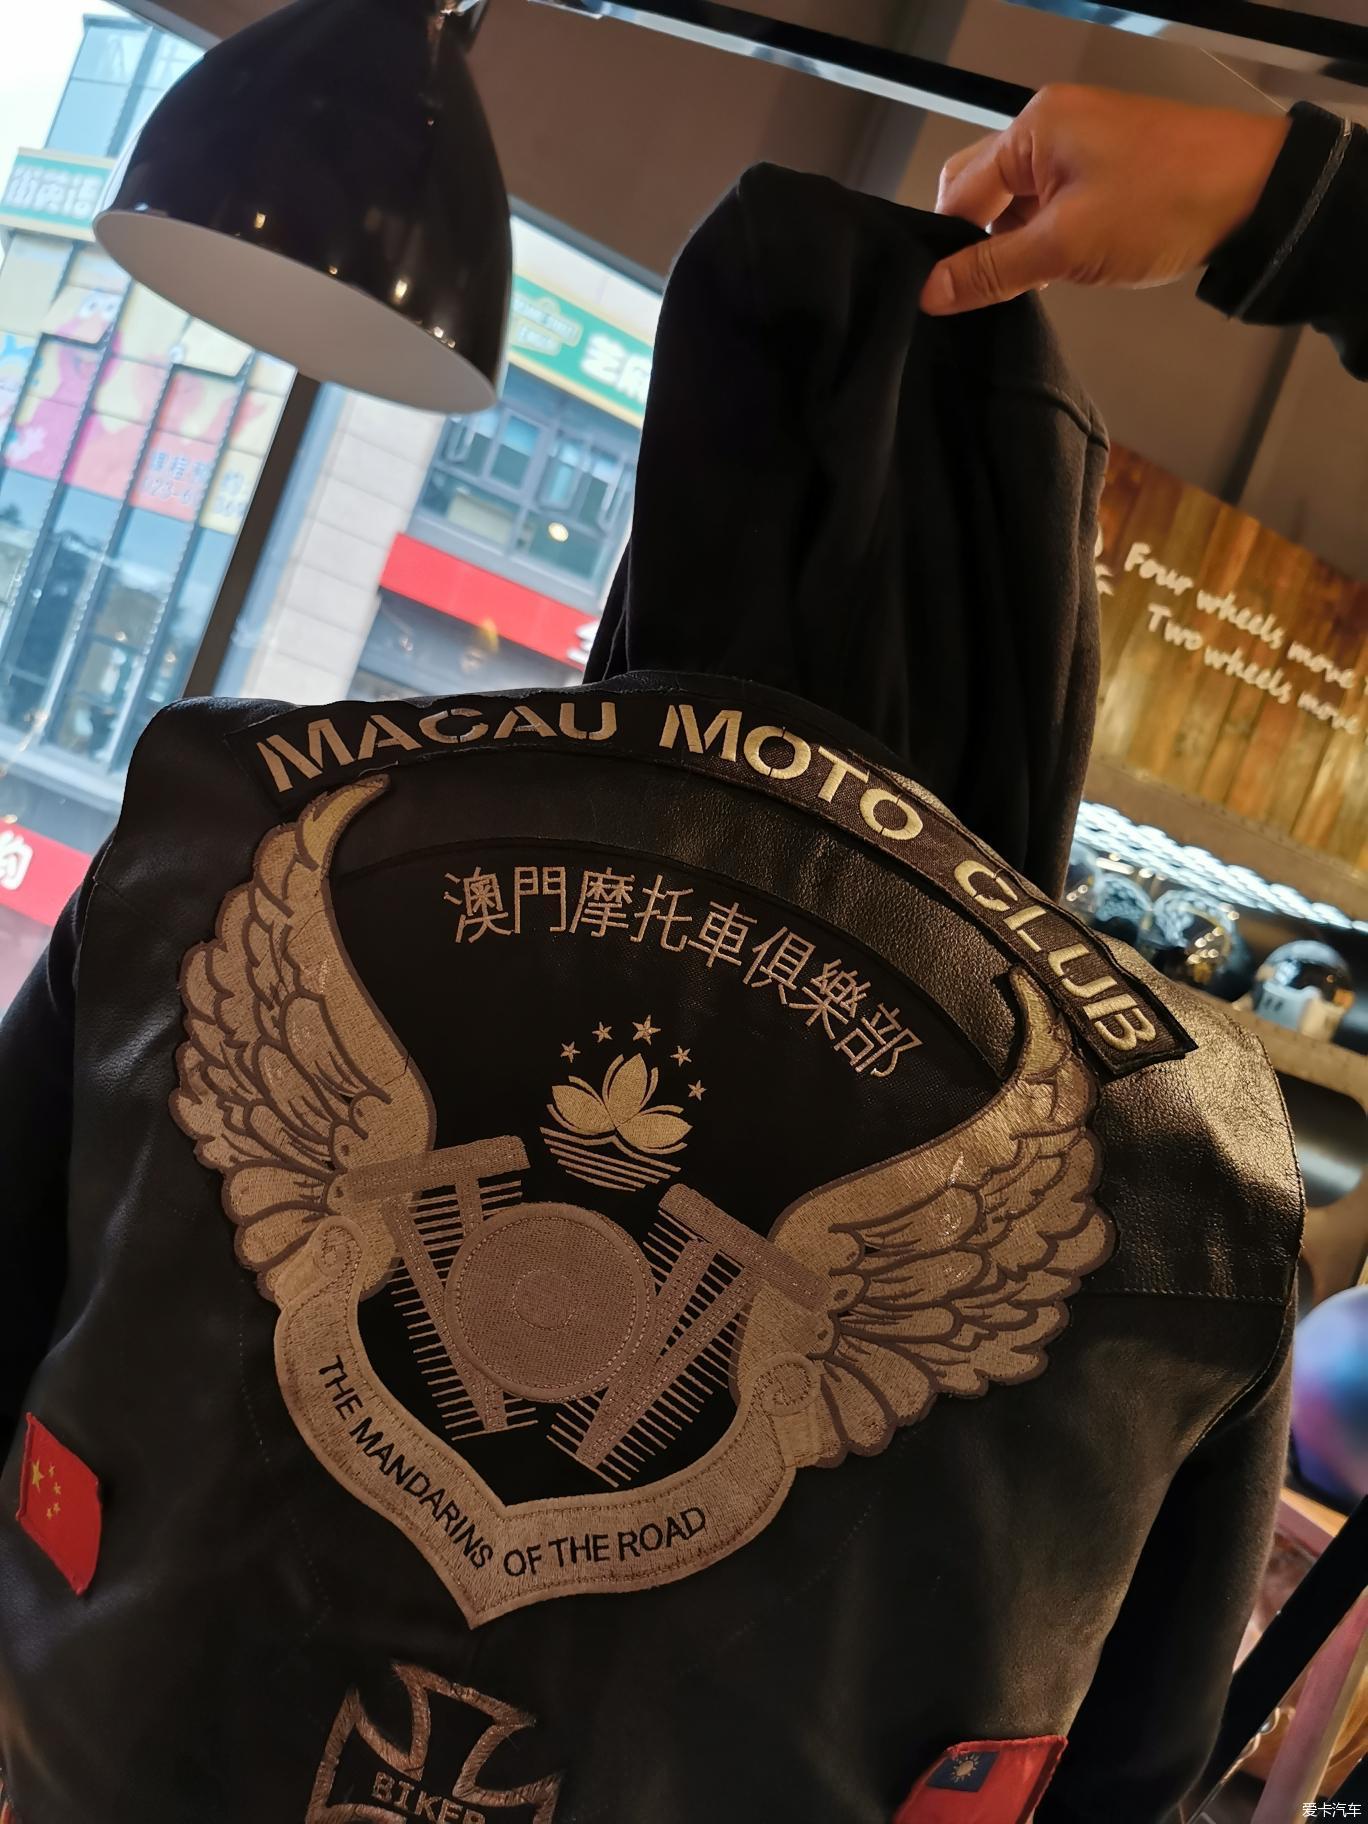 MACAU MOTO CLUB
澳門摩托車俱樂部
THE MANDARINS OF THE ROAD
BIKER
Four wheels move
Two wheels move
爱卡汽车